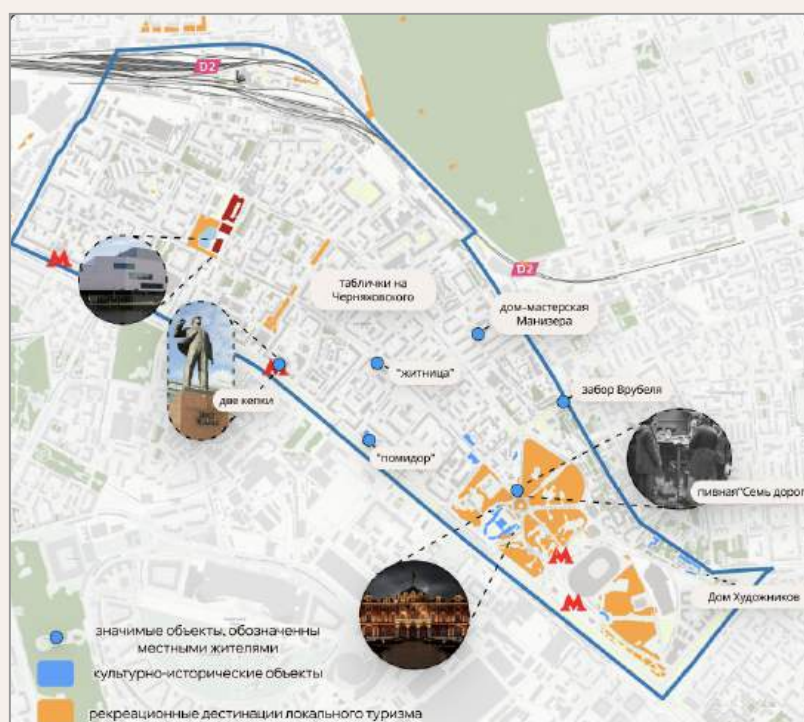 D2
D2
таблички на
Черняховского
дом-мастерская
Манизера
"житница"
забор Врубеля
две кепки
"помидор"
пивная"Семь дорог
Дом Художников
значимые объекты, обозначенны
местными жителями
культурно-исторические объекты
рекреационные дестинации локального туризма